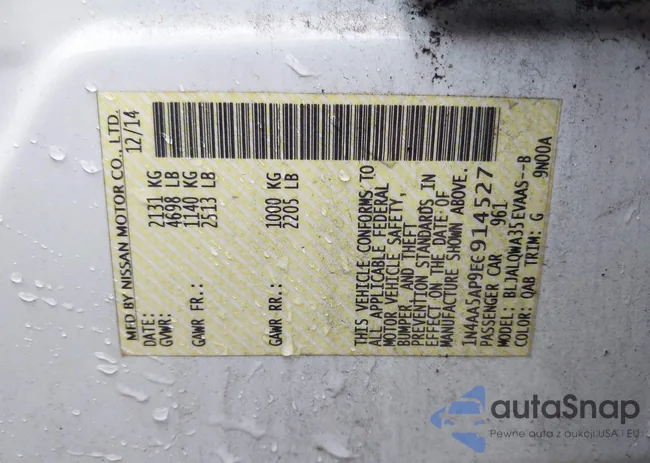 MFD BY NISSAN MOTOR CO., LTD.
DATE: 12/14
GVWR: 2131 KG
4698 LB
GAWR FR.: 1140 KG
2513 LB
GAWR RR.: 1000 KG
2205 LB
THIS VEHICLE CONFORMS TO
ALL APPLICABLE FEDERAL
MOTOR VEHICLE SAFETY,
BUMPER, AND THEFT
PREVENTION STANDARDS IN
EFFECT ON THE DATE OF
MANUFACTURE SHOWN ABOVE.
1N4AA5AP9EC914527
PASSENGER CAR 961
MODEL: BLJALQWA35EVAAS--B
COLOR: QAB TRIM: G 9N00A
autaSnap
Pewne auta z aukcji USA i EU